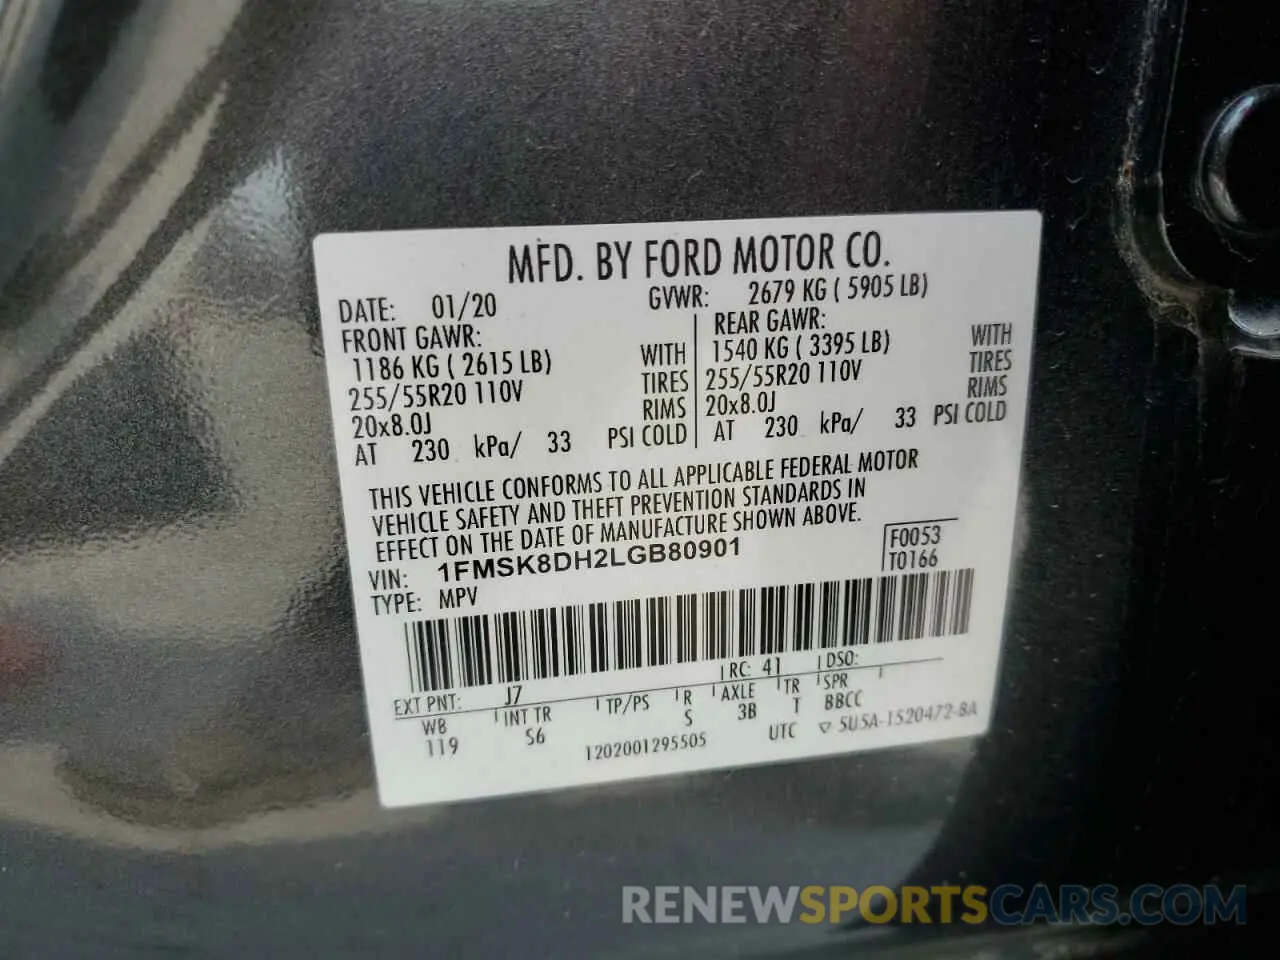 MFD. BY FORD MOTOR CO.
DATE: 01/20 GVWR: 2679 KG ( 5905 LB)
FRONT GAWR: REAR GAWR:
1186 KG ( 2615 LB) WITH 1540 KG ( 3395 LB) WITH
255/55R20 110V TIRES 255/55R20 110V TIRES
20x8.0J RIMS 20x8.0J RIMS
AT 230 kPa/ 33 PSI COLD AT 230 kPa/ 33 PSI COLD
THIS VEHICLE CONFORMS TO ALL APPLICABLE FEDERAL MOTOR
VEHICLE SAFETY AND THEFT PREVENTION STANDARDS IN
EFFECT ON THE DATE OF MANUFACTURE SHOWN ABOVE.
VIN: 1FMSK8DH2LGB80901 F0053
TYPE: MPV T0166
EXT PNT: J7 RC: 41 DSO:
WB INT TR TP/PS R AXLE TR SPR
119 S6 S 3B T BBCC
1202001295505 UTC ▽ 5U5A-1520472-BA
RENEWSPORTSCARS.COM